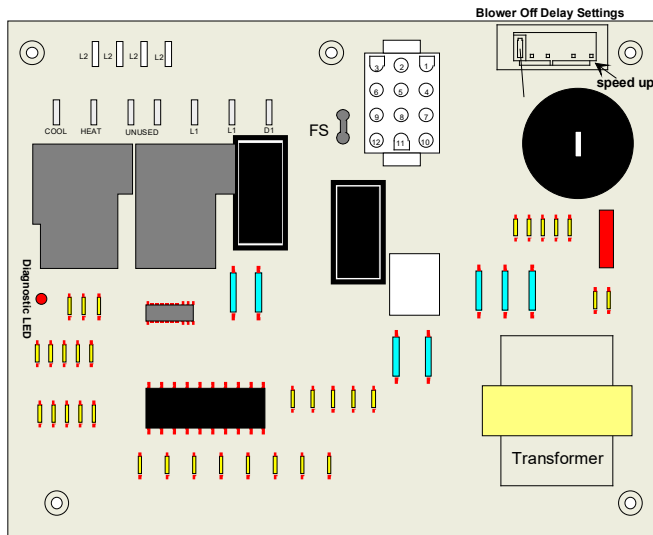 Blower Off Delay Settings
L2 L2 L2 L2
speed up
COOL HEAT UNUSED L1 L1 D1
FS
3 2 1
6 5 4
9 8 7
12 11 10
Diagnostic LED
Transformer